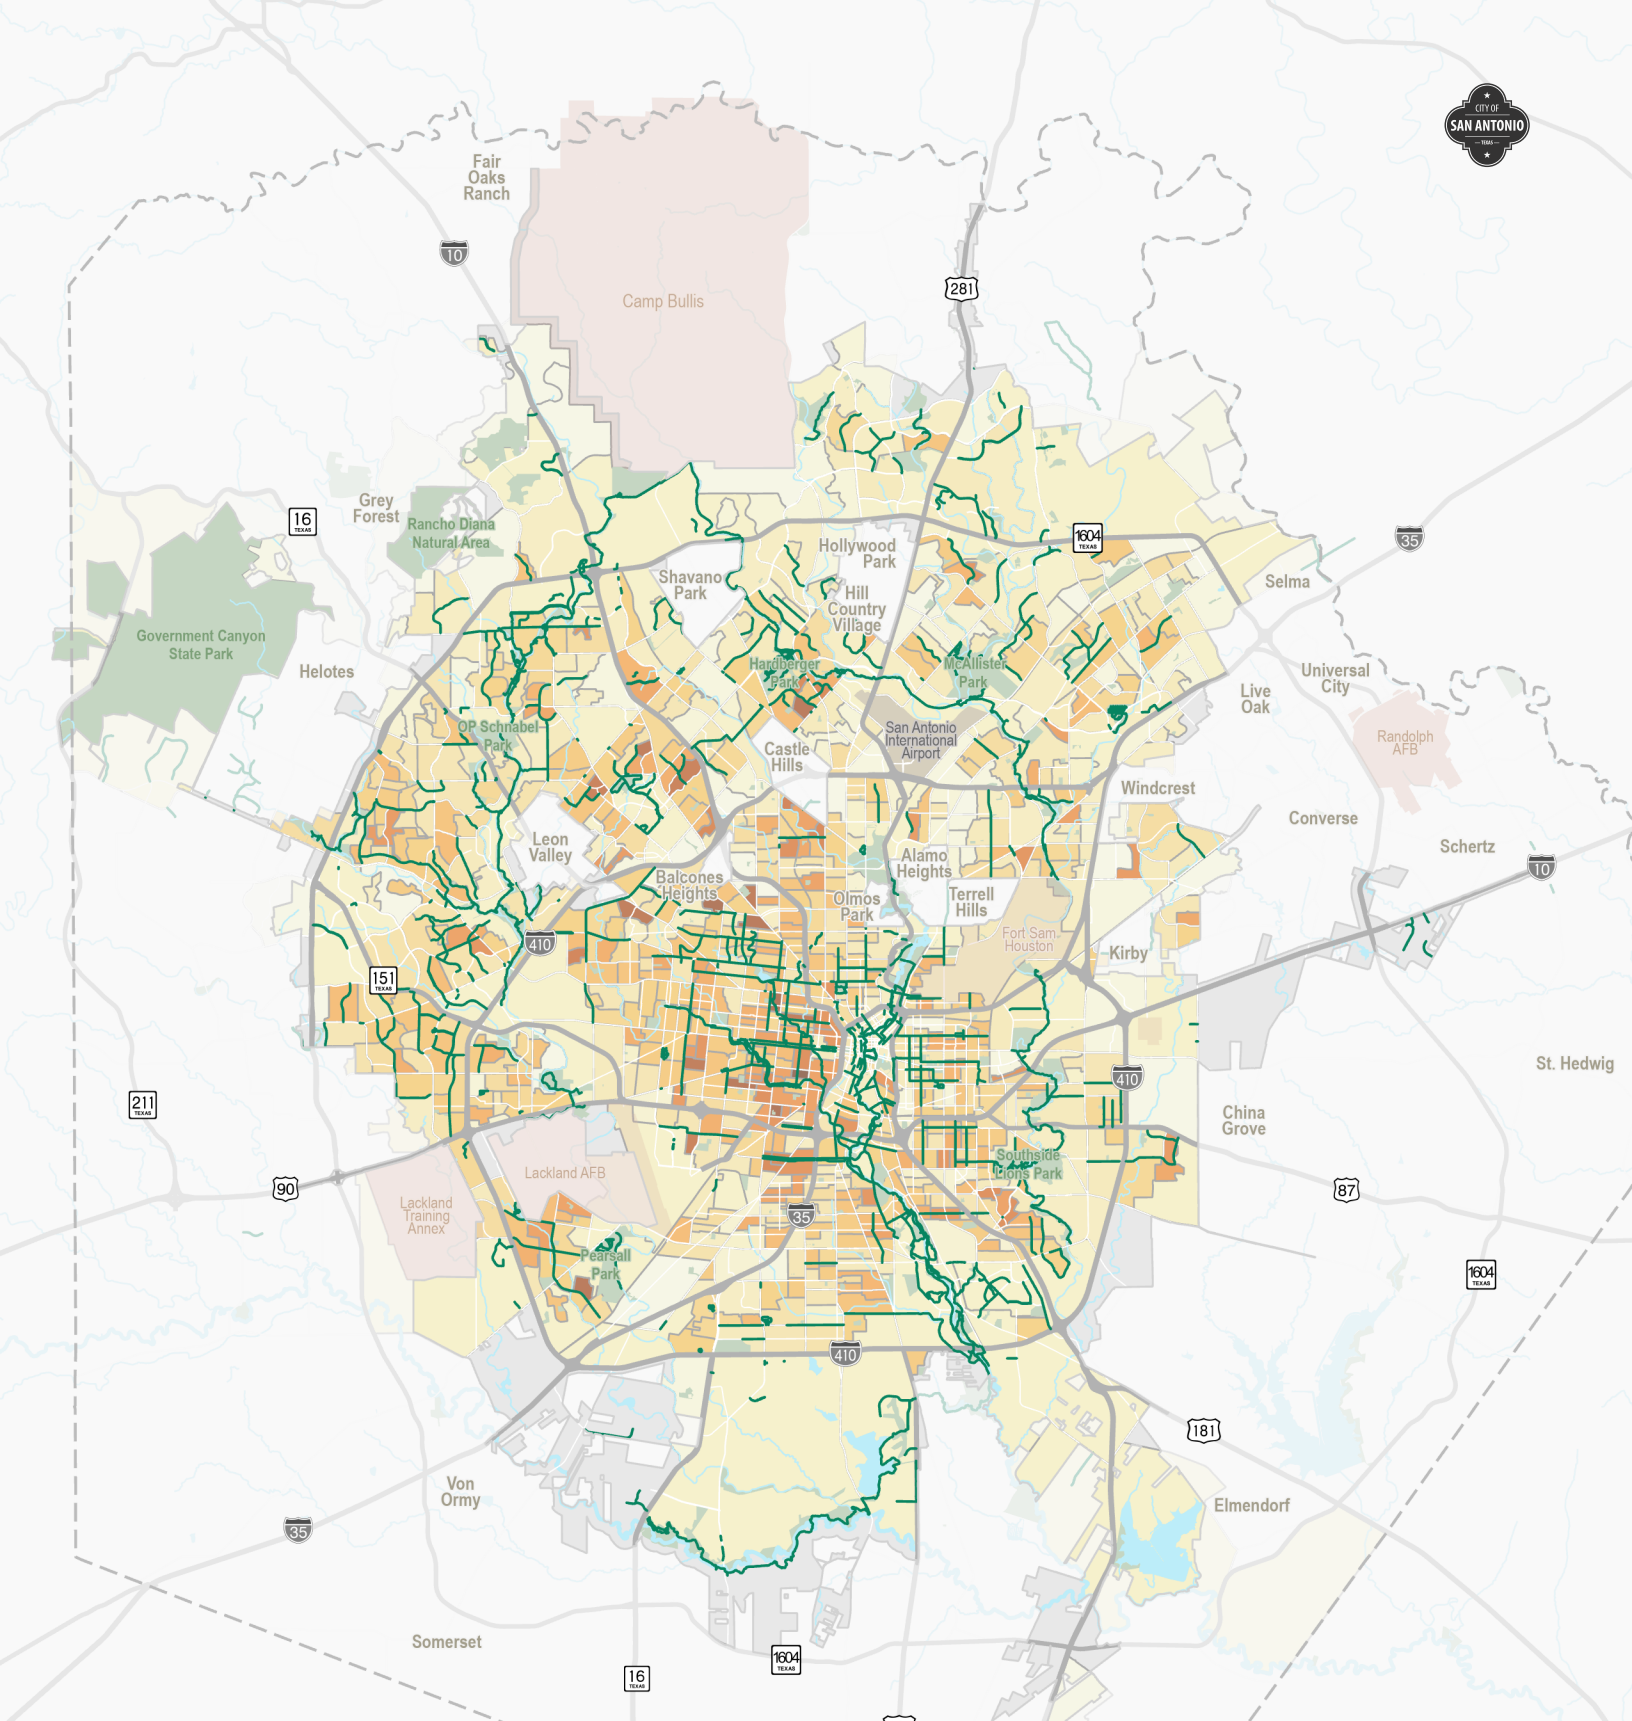 CITY OF
SAN ANTONIO
TEXAS
Fair
Oaks
Ranch
10
Camp Bullis
281
16
TEXAS
Grey
Forest
Rancho Diana
Natural Area
1604
TEXAS
35
Hollywood
Park
Shavano
Park
Hill
Country
Village
Selma
Government Canyon
State Park
Helotes
Hardberger
Park
McAllister
Park
Universal
City
Live
Oak
OP Schnabel
Park
San Antonio
International
Airport
Randolph
AFB
Castle
Hills
Windcrest
Converse
Schertz
Leon
Valley
Alamo
Heights
10
Balcones
Heights
Olmos
Park
Terrell
Hills
410
Fort Sam
Houston
Kirby
151
TEXAS
St. Hedwig
410
211
TEXAS
China
Grove
Southside
Lions Park
Lackland AFB
90
87
Lackland
Training
Annex
35
Pearsall
Park
1604
TEXAS
410
181
Von
Ormy
Elmendorf
35
Somerset
1604
TEXAS
16
TEXAS